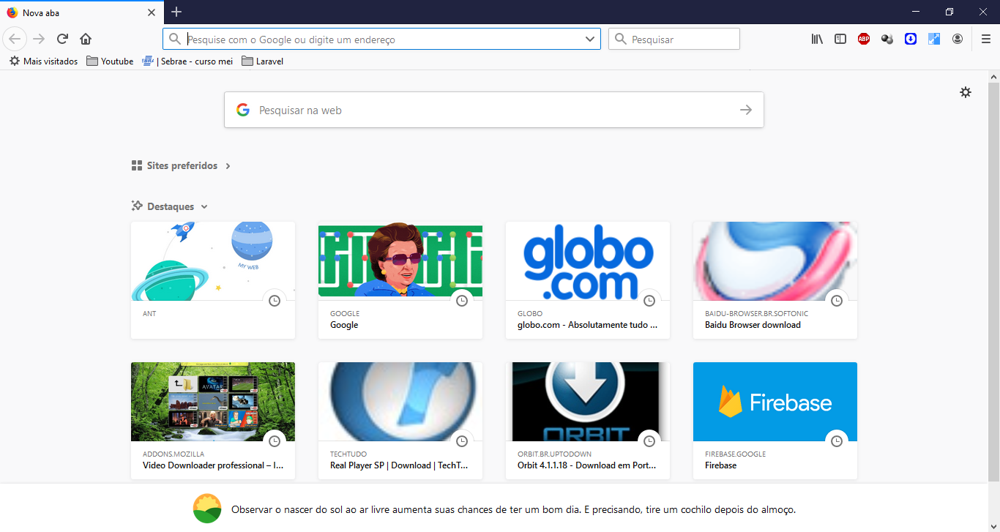 Nova aba
Pesquise com o Google ou digite um endereço
Pesquisar
ABP
Mais visitados
Youtube
| Sebrae - curso mei
Laravel
Pesquisar na web
Sites preferidos
Destaques
MY WEB
globo
.com
ANT
GOOGLE
Google
GLOBO
globo.com - Absolutamente tudo ...
BAIDU-BROWSER.BR.SOFTONIC
Baidu Browser download
AVATAR
ORBIT
Firebase
ADDONS.MOZILLA
Video Downloader professional – I...
TECHTUDO
Real Player SP | Download | TechT...
ORBIT.BR.UPTODOWN
Orbit 4.1.1.18 - Download em Port...
FIREBASE.GOOGLE
Firebase
Observar o nascer do sol ao ar livre aumenta suas chances de ter um bom dia. E precisando, tire um cochilo depois do almoço.